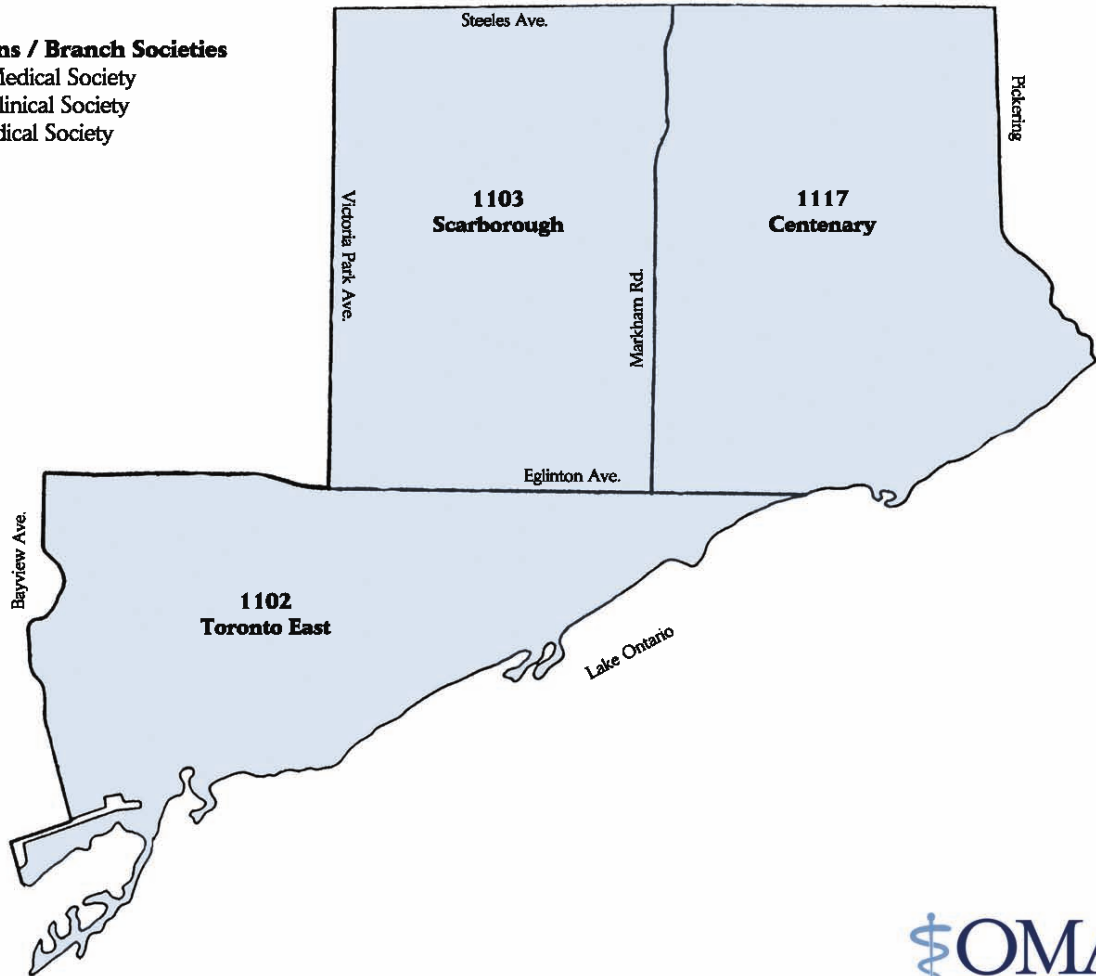 ns / Branch Societies
Medical Society
linical Society
dical Society
Steeles Ave.
Pickering
Victoria Park Ave.
1103
Scarborough
1117
Centenary
Markham Rd.
Eglinton Ave.
Bayview Ave.
1102
Toronto East
Lake Ontario
OMA